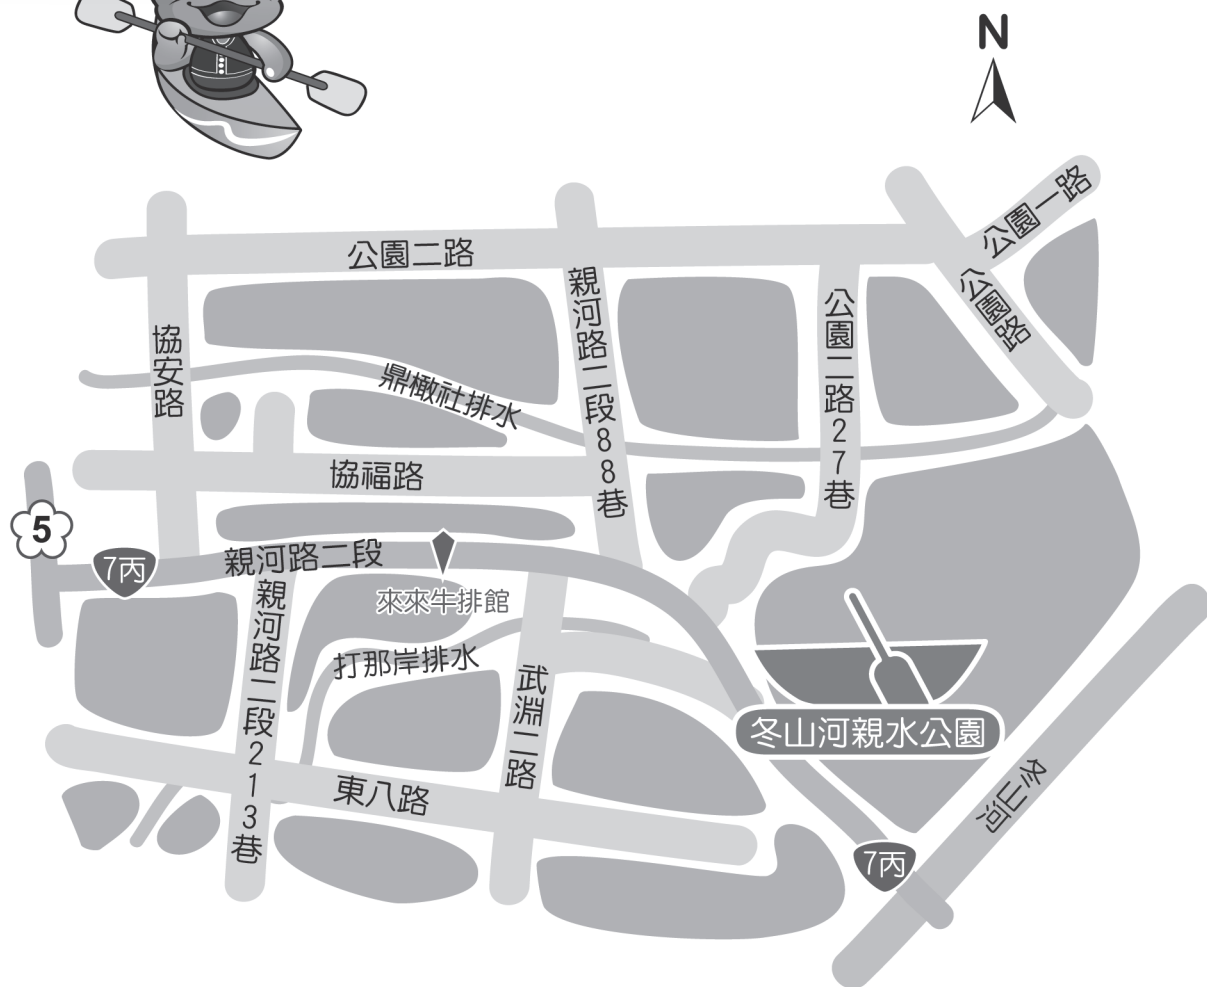 N
公園一路
公園二路
公園路
親河路二段88巷
公園二路27巷
協安路
鼎橄社排水
協福路
5
7丙
親河路二段
來來牛排館
親河路二段213巷
打那岸排水
武淵二路
冬山河親水公園
冬山河
東八路
7丙